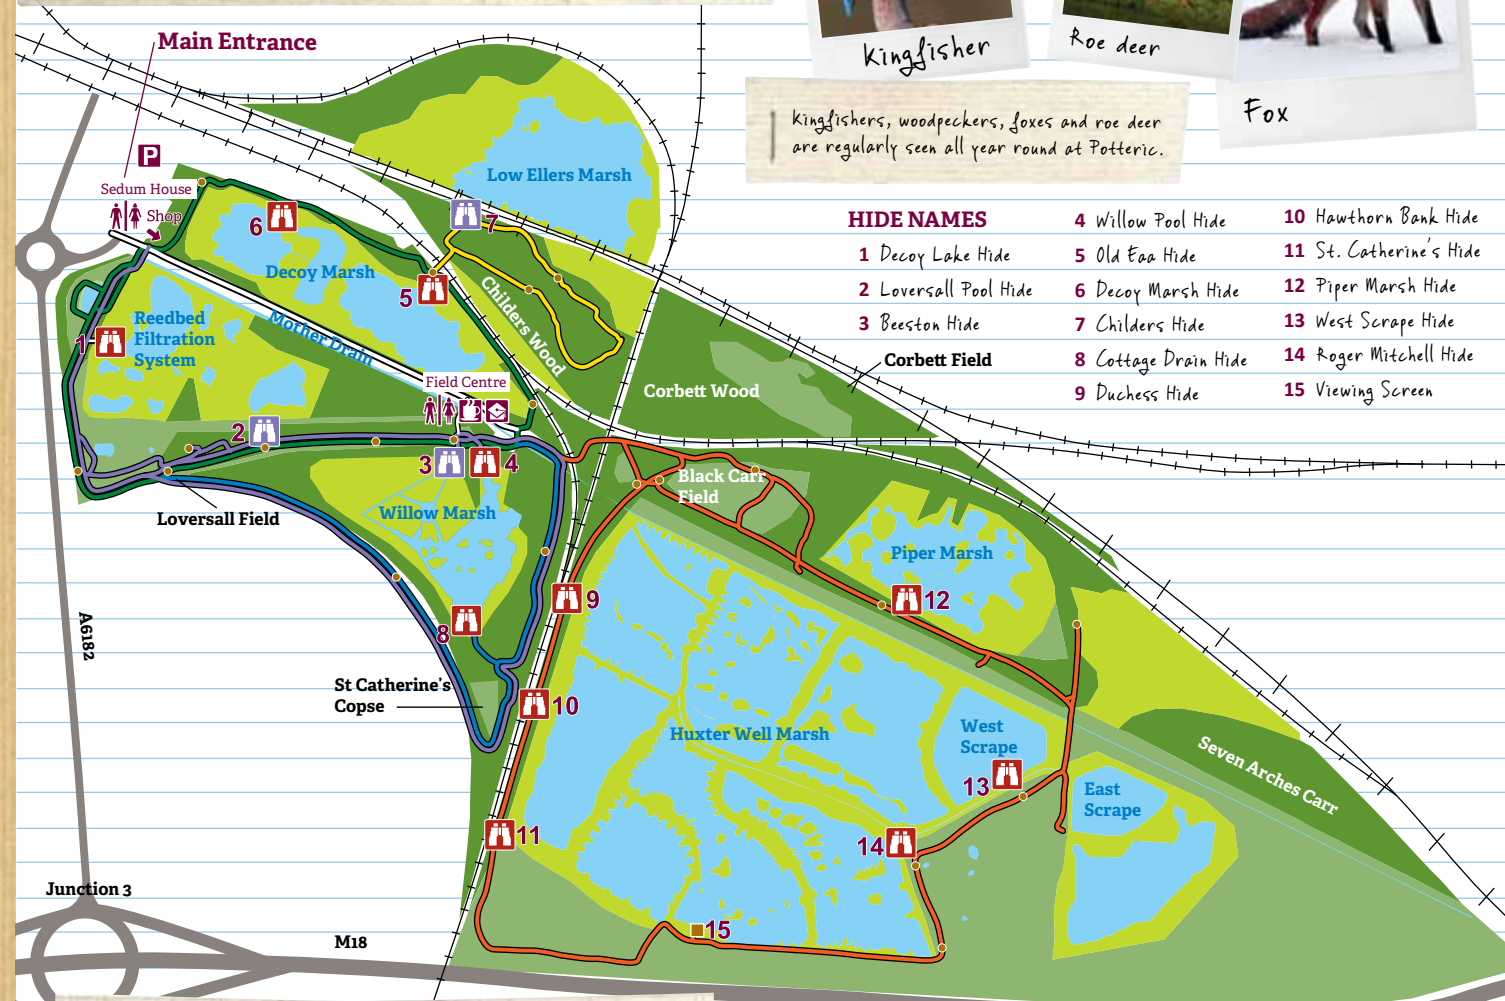 Main Entrance
P
Sedum House
Shop
Kingfisher
Roe deer
Fox
Kingfishers, woodpeckers, foxes and roe deer
are regularly seen all year round at Potteric.
HIDE NAMES
1 Decoy Lake Hide
2 Loversall Pool Hide
3 Beeston Hide
4 Willow Pool Hide
5 Old Eaa Hide
6 Decoy Marsh Hide
7 Childers Hide
8 Cottage Drain Hide
9 Duchess Hide
10 Hawthorn Bank Hide
11 St. Catherine's Hide
12 Piper Marsh Hide
13 West Scrape Hide
14 Roger Mitchell Hide
15 Viewing Screen
Low Ellers Marsh
7
6
Decoy Marsh
5
Childers Wood
Mother Drain
Reedbed
Filtration
System
1
Field Centre
Corbett Field
Corbett Wood
2
3
4
Black Carr
Field
Loversall Field
Willow Marsh
Piper Marsh
9
12
8
A6182
St Catherine's
Copse
10
Huxter Well Marsh
West
Scrape
13
East
Scrape
Seven Arches Carr
11
14
15
Junction 3
M18